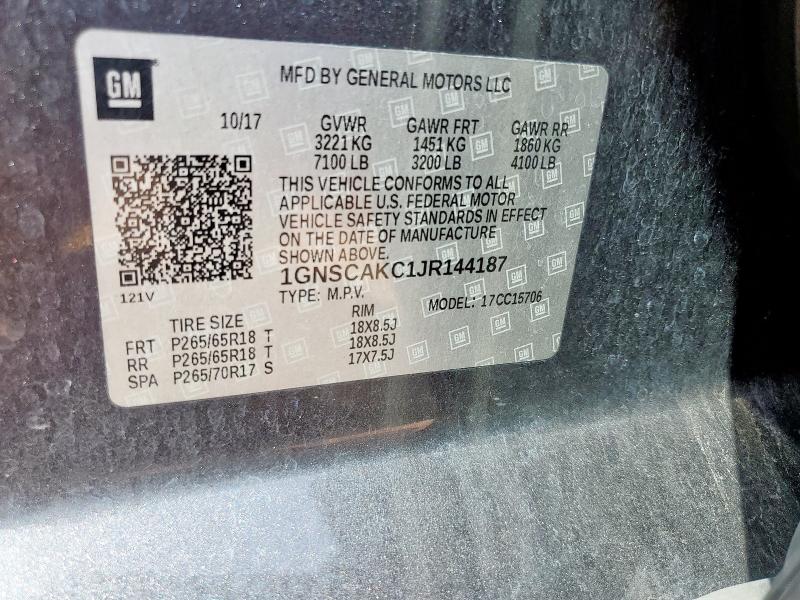 GM
MFD BY GENERAL MOTORS LLC
10/17 GVWR GAWR FRT GAWR RR
3221 KG 1451 KG 1860 KG
7100 LB 3200 LB 4100 LB
THIS VEHICLE CONFORMS TO ALL
APPLICABLE U.S. FEDERAL MOTOR
VEHICLE SAFETY STANDARDS IN EFFECT
ON THE DATE OF MANUFACTURE
SHOWN ABOVE.
1GNSCAKC1JR144187
121V
TYPE: M.P.V. MODEL: 17CC15706
TIRE SIZE RIM
FRT P265/65R18 T 18X8.5J
RR P265/65R18 T 18X8.5J
SPA P265/70R17 S 17X7.5J